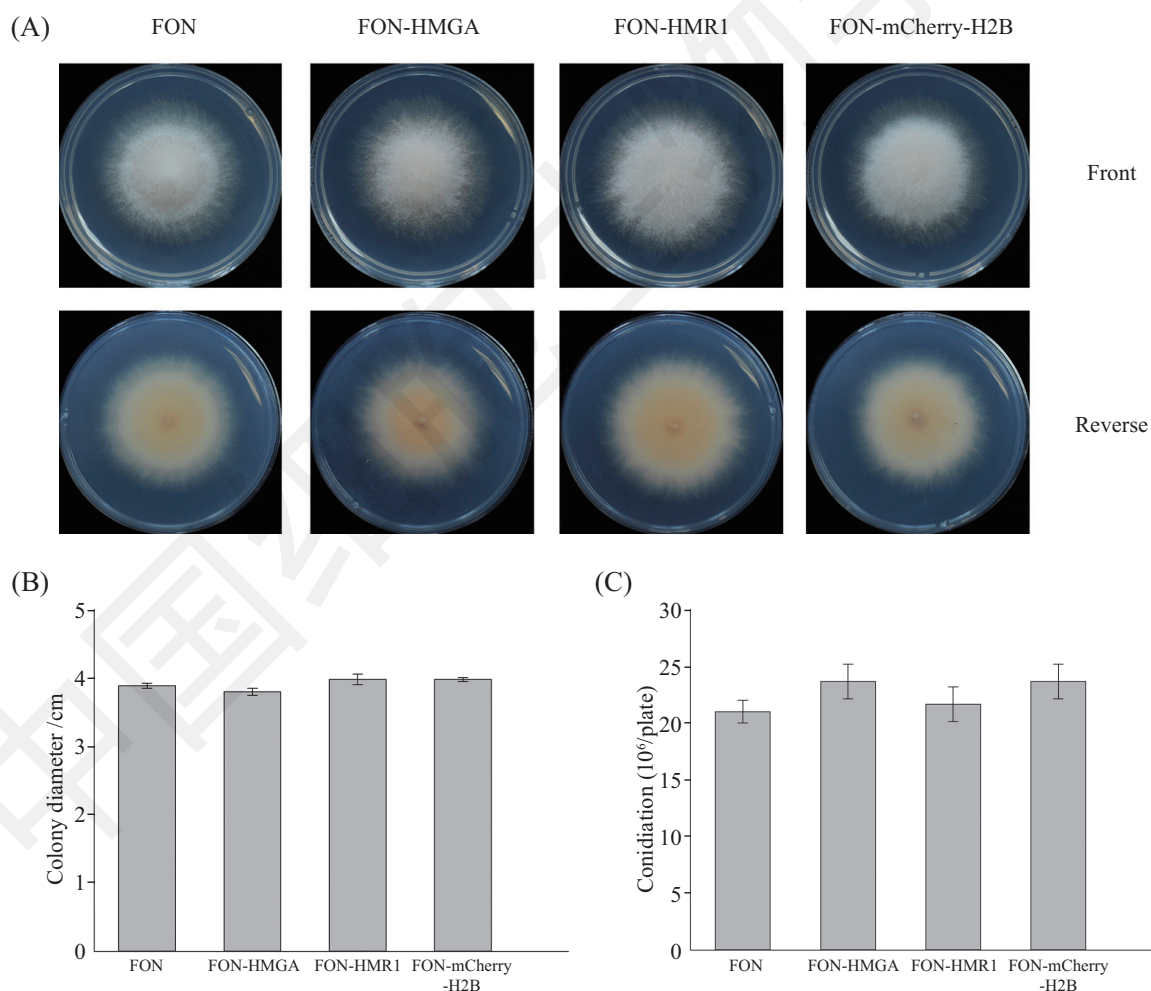 (A)
FON FON-HMGA FON-HMR1 FON-mCherry-H2B
Front
Reverse
(B)
5
4
3
2
1
0
Colony diameter /cm
FON FON-HMGA FON-HMR1 FON-mCherry
-H2B
(C)
30
25
20
15
10
5
0
Conidiation (10⁶/plate)
FON FON-HMGA FON-HMR1 FON-mCherry
-H2B